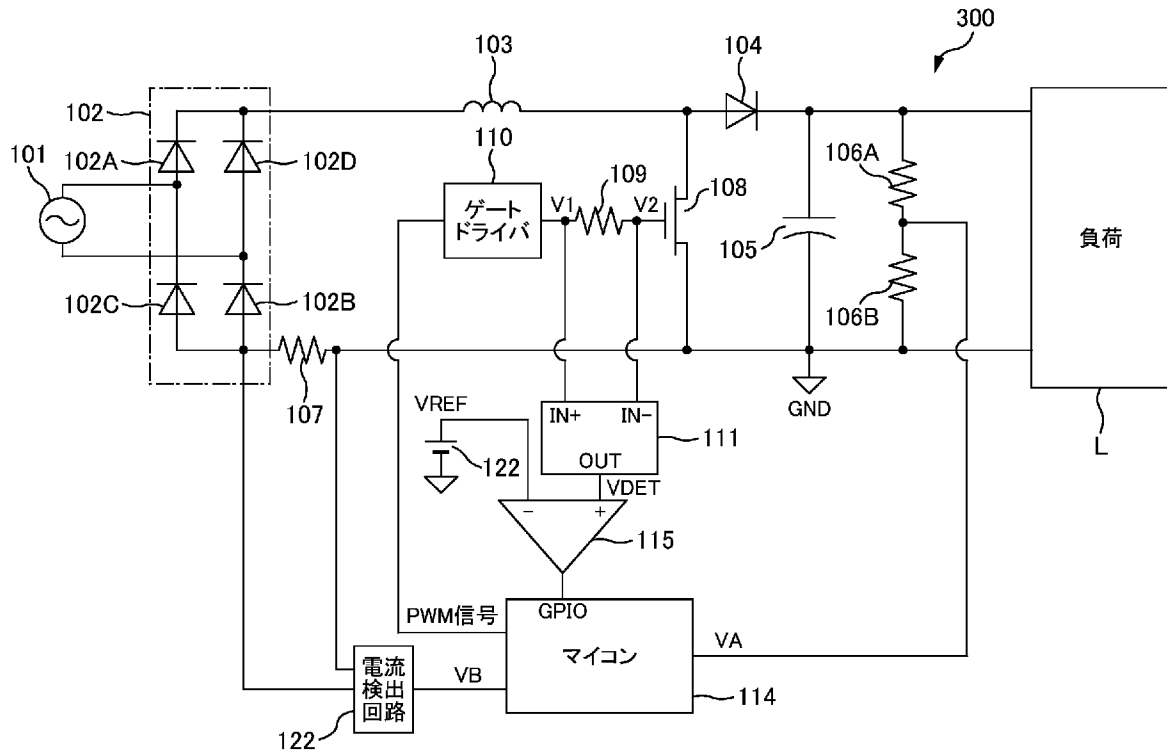 300
103
104
102
110
102A
102D
106A
101
109
108
ゲート
ドライバ
V1
V2
105
負荷
102C
102B
106B
107
GND
VREF
IN+
IN-
111
L
122
OUT
VDET
-
+
115
PWM信号
GPIO
マイコン
VA
電流
検出
回路
VB
114
122